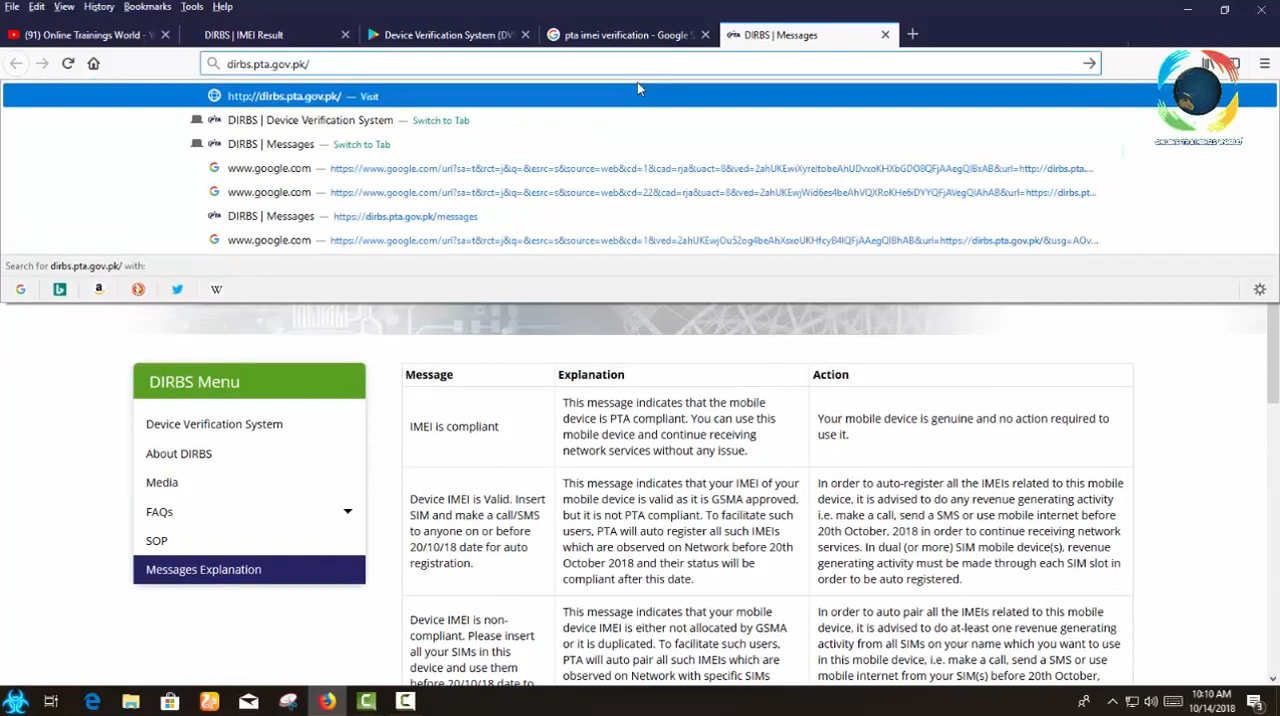 File Edit View History Bookmarks Tools Help
(91) Online Trainings World -
DIRBS | IMEI Result
Device Verification System (DV
pta imei verification - Google S
DIRBS | Messages
dirbs.pta.gov.pk/
http://dirbs.pta.gov.pk/ — Visit
DIRBS | Device Verification System — Switch to Tab
DIRBS | Messages — Switch to Tab
www.google.com —
www.google.com —
DIRBS | Messages — https://dirbs.pta.gov.pk/messages
www.google.com —
Search for dirbs.pta.gov.pk/ with:
DIRBS Menu
Device Verification System
About DIRBS
Media
FAQs
SOP
Messages Explanation
Message Explanation Action
IMEI is compliant
This message indicates that the mobile
device is PTA compliant. You can use this
mobile device and continue receiving
network services without any issue.
Your mobile device is genuine and no action required to
use it.
Device IMEI is Valid. Insert
SIM and make a call/SMS
to anyone on or before
20/10/18 date for auto
registration.
This message indicates that your IMEI of your
mobile device is valid as it is GSMA approved,
but it is not PTA compliant. To facilitate such
users, PTA will auto register all such IMEIs
which are observed on Network before 20th
October 2018 and their status will be
compliant after this date.
In order to auto-register all the IMEIs related to this mobile
device, it is advised to do any revenue generating activity
i.e. make a call, send a SMS or use mobile internet before
20th October, 2018 in order to continue receiving network
services. In dual (or more) SIM mobile device(s), revenue
generating activity must be made through each SIM slot in
order to be auto registered.
Device IMEI is non-
compliant. Please insert
all your SIMs in this
device and use them
before 20/10/18 date to
This message indicates that your mobile
device IMEI is either not allocated by GSMA
or it is duplicated. To facilitate such users,
PTA will auto pair all such IMEIs which are
observed on Network with specific SIMs
In order to auto pair all the IMEIs related to this mobile
device, it is advised to do at-least one revenue generating
activity from all SIMs on your name which you want to use
in this mobile device, i.e. make a call, send a SMS or use
mobile internet from your SIM(s) before 20th October,
10:10 AM
10/14/2018